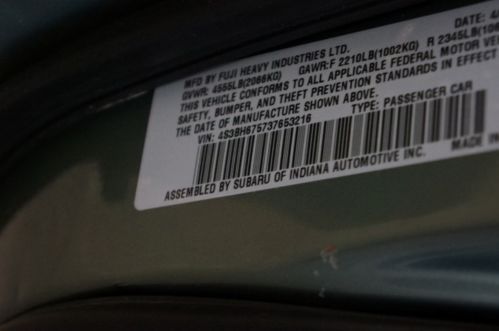 MFD BY FUJI HEAVY INDUSTRIES LTD. DATE:
GVWR: 4555LB(2066KG) GAWR:F 2210LB(1002KG) R 2345LB(
THIS VEHICLE CONFORMS TO ALL APPLICABLE FEDERAL MOTOR
SAFETY, BUMPER, AND THEFT PREVENTION STANDARDS IN EFFECT
THE DATE OF MANUFACTURE SHOWN ABOVE.
VIN: 4S3BH675737653216 TYPE: PASSENGER CAR
ASSEMBLED BY SUBARU OF INDIANA AUTOMOTIVE INC. MADE